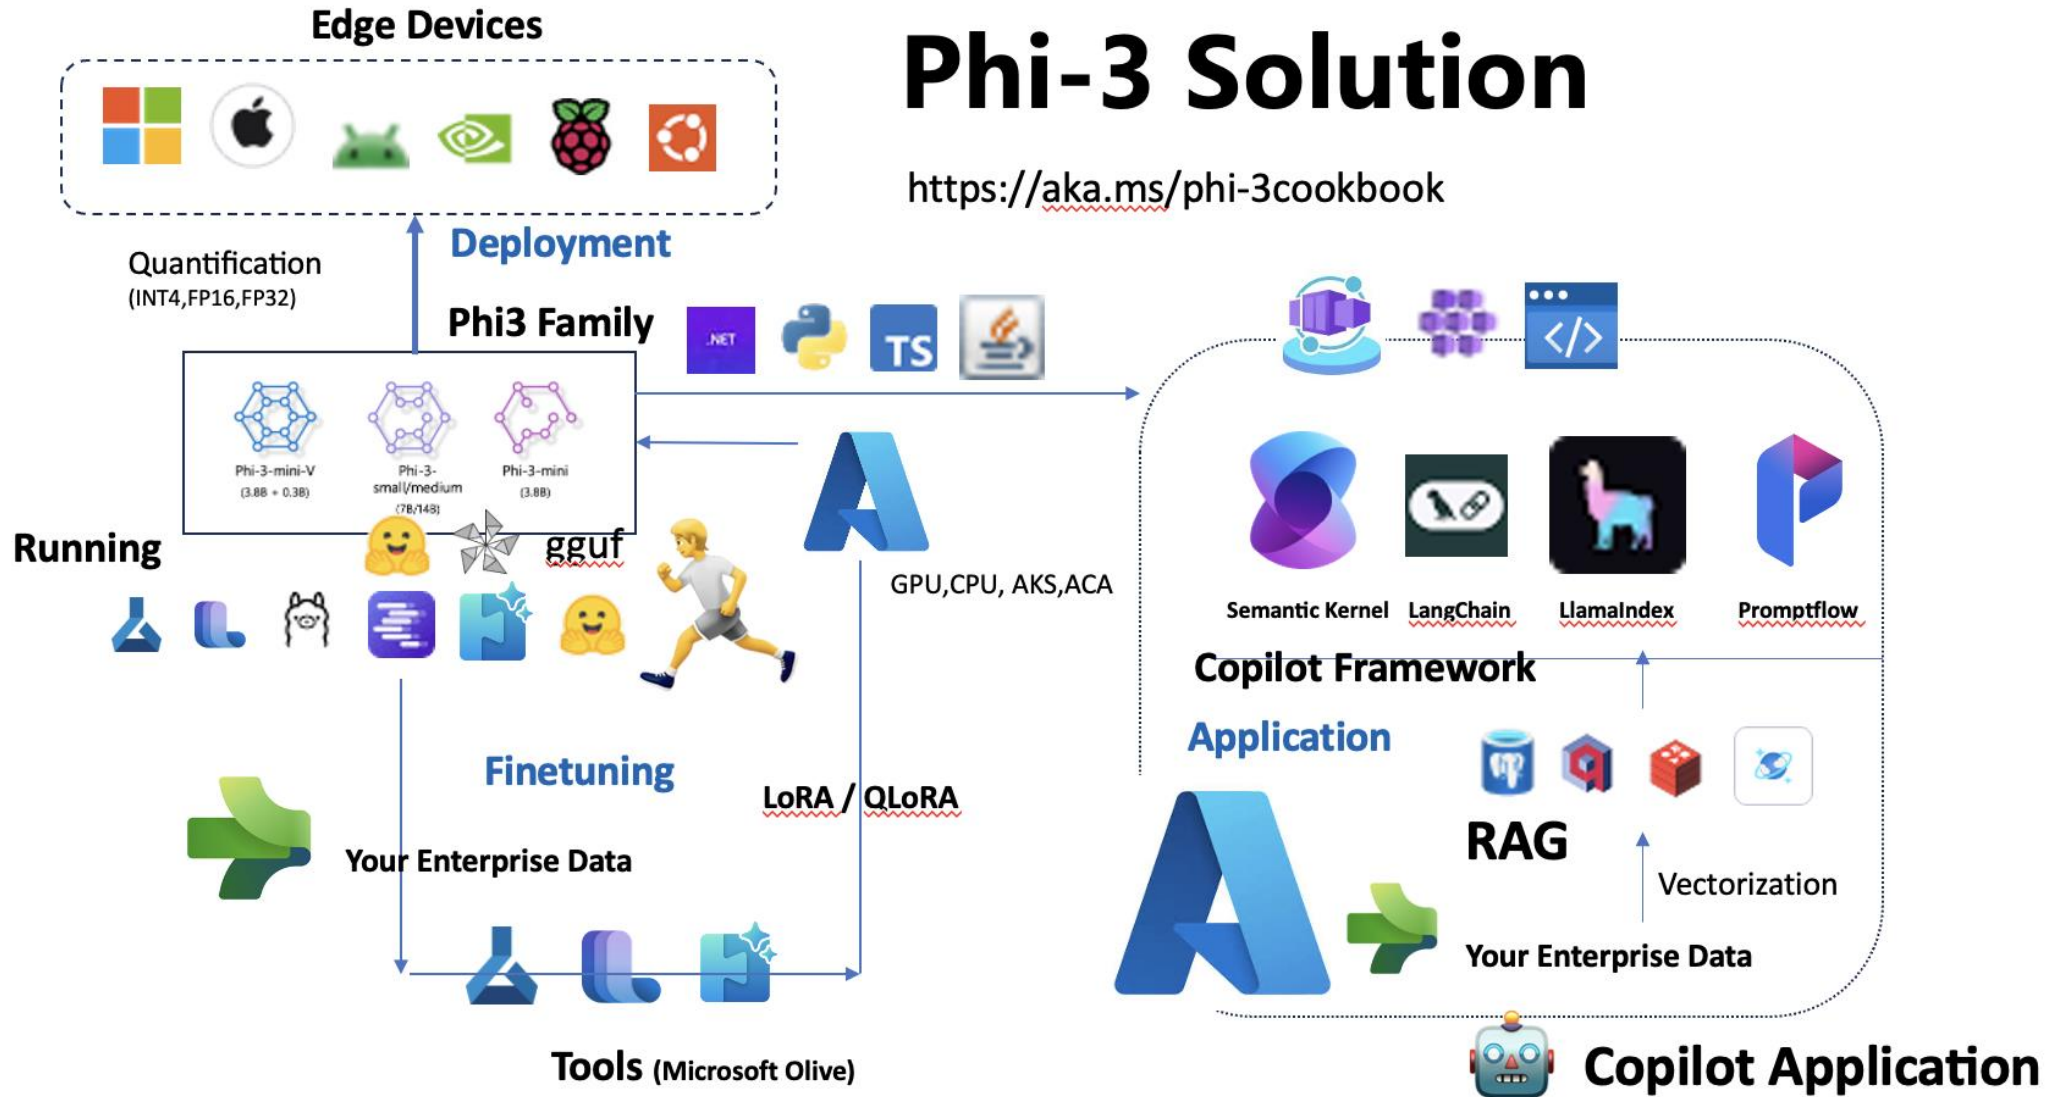 Edge Devices
Phi-3 Solution
https://aka.ms/phi-3cookbook
Deployment
Quantification
(INT4,FP16,FP32)
Phi3 Family
.NET
TS
Phi-3-mini-V
(3.8B + 0.3B)
Phi-3-
small/medium
(7B/14B)
Phi-3-mini
(3.8B)
Running
gguf
GPU,CPU, AKS,ACA
Semantic Kernel
LangChain
LlamaIndex
Promptflow
Copilot Framework
Application
Finetuning
LoRA / QLoRA
RAG
Your Enterprise Data
Vectorization
Your Enterprise Data
Tools (Microsoft Olive)
Copilot Application